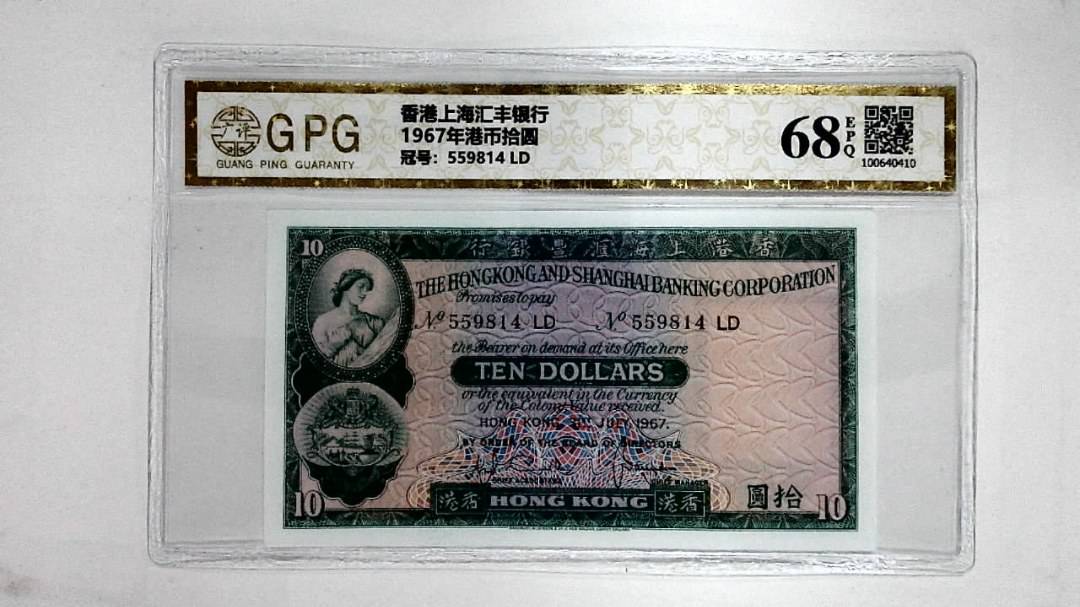 广评
GPG
GUANG PING GUARANTY
香港上海汇丰银行
1967年港币拾圆
冠号：559814 LD
68
EPQ
100640410
10
行銀豐滙海上港香
THE HONGKONG AND SHANGHAI BANKING CORPORATION
Promises to pay
Nº 559814 LD Nº 559814 LD
the Bearer on demand at its Office here
TEN DOLLARS
or the equivalent in the Currency
of the Colony Value received.
HONG KONG JULY 1967.
BY ORDER OF THE BOARD OF DIRECTORS
10 港香 HONG KONG 港香 圓拾 10